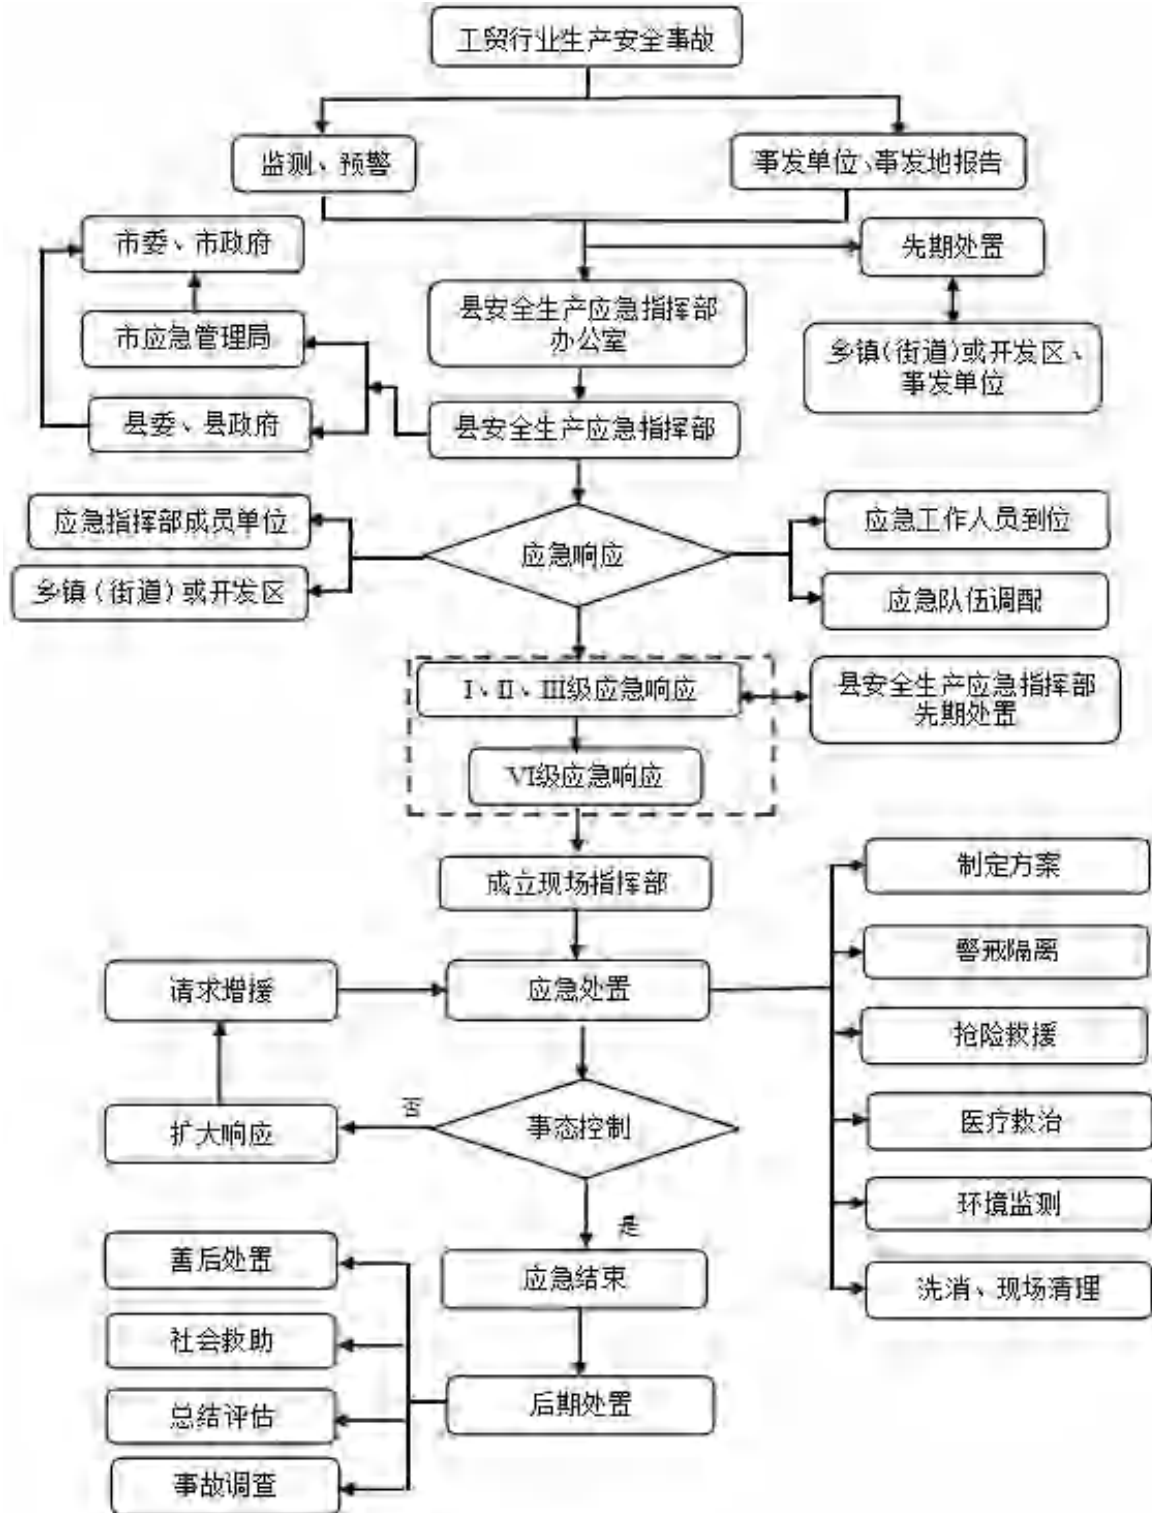 工贸行业生产安全事故
监测、预警
事发单位、事发地报告
市委、市政府
先期处置
县安全生产应急指挥部
办公室
市应急管理局
乡镇(街道)或开发区、
事发单位
县委、县政府
县安全生产应急指挥部
应急指挥部成员单位
应急响应
应急工作人员到位
乡镇（街道）或开发区
应急队伍调配
I、II、III级应急响应
县安全生产应急指挥部
先期处置
VI级应急响应
成立现场指挥部
制定方案
警戒隔离
请求增援
应急处置
抢险救援
否
扩大响应
事态控制
医疗救治
环境监测
是
善后处置
应急结束
洗消、现场清理
社会救助
后期处置
总结评估
事故调查